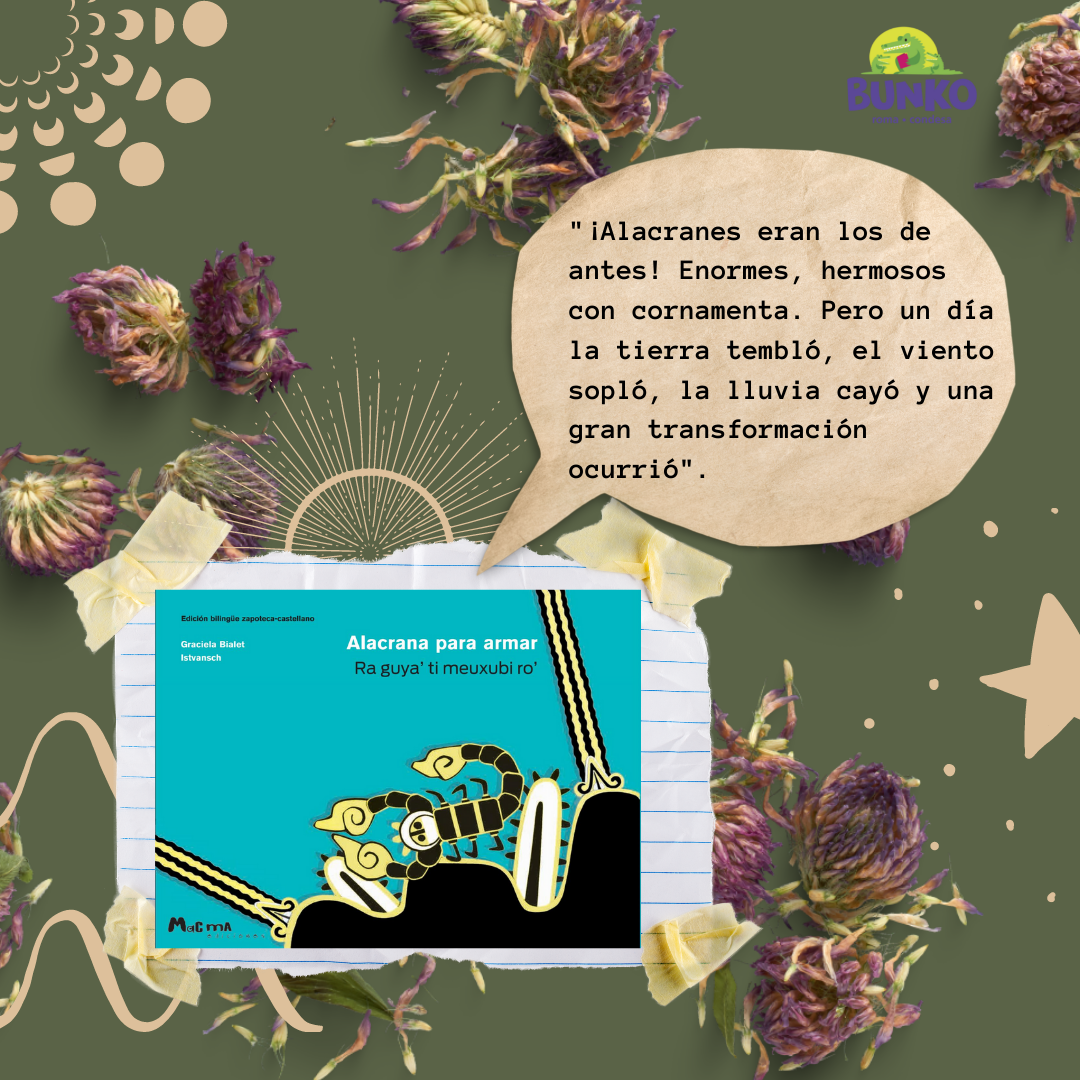 BUNKO
"¡Alacranes eran los de
antes! Enormes, hermosos
con cornamenta. Pero un día
la tierra tembló, el viento
sopló, la lluvia cayó y una
gran transformación
ocurrió".
Edición bilingüe zapoteca-castellano
Graciela Bialet
Istvansch
Alacrana para armar
Ra guya' ti meuxubi ro'
MaCmA